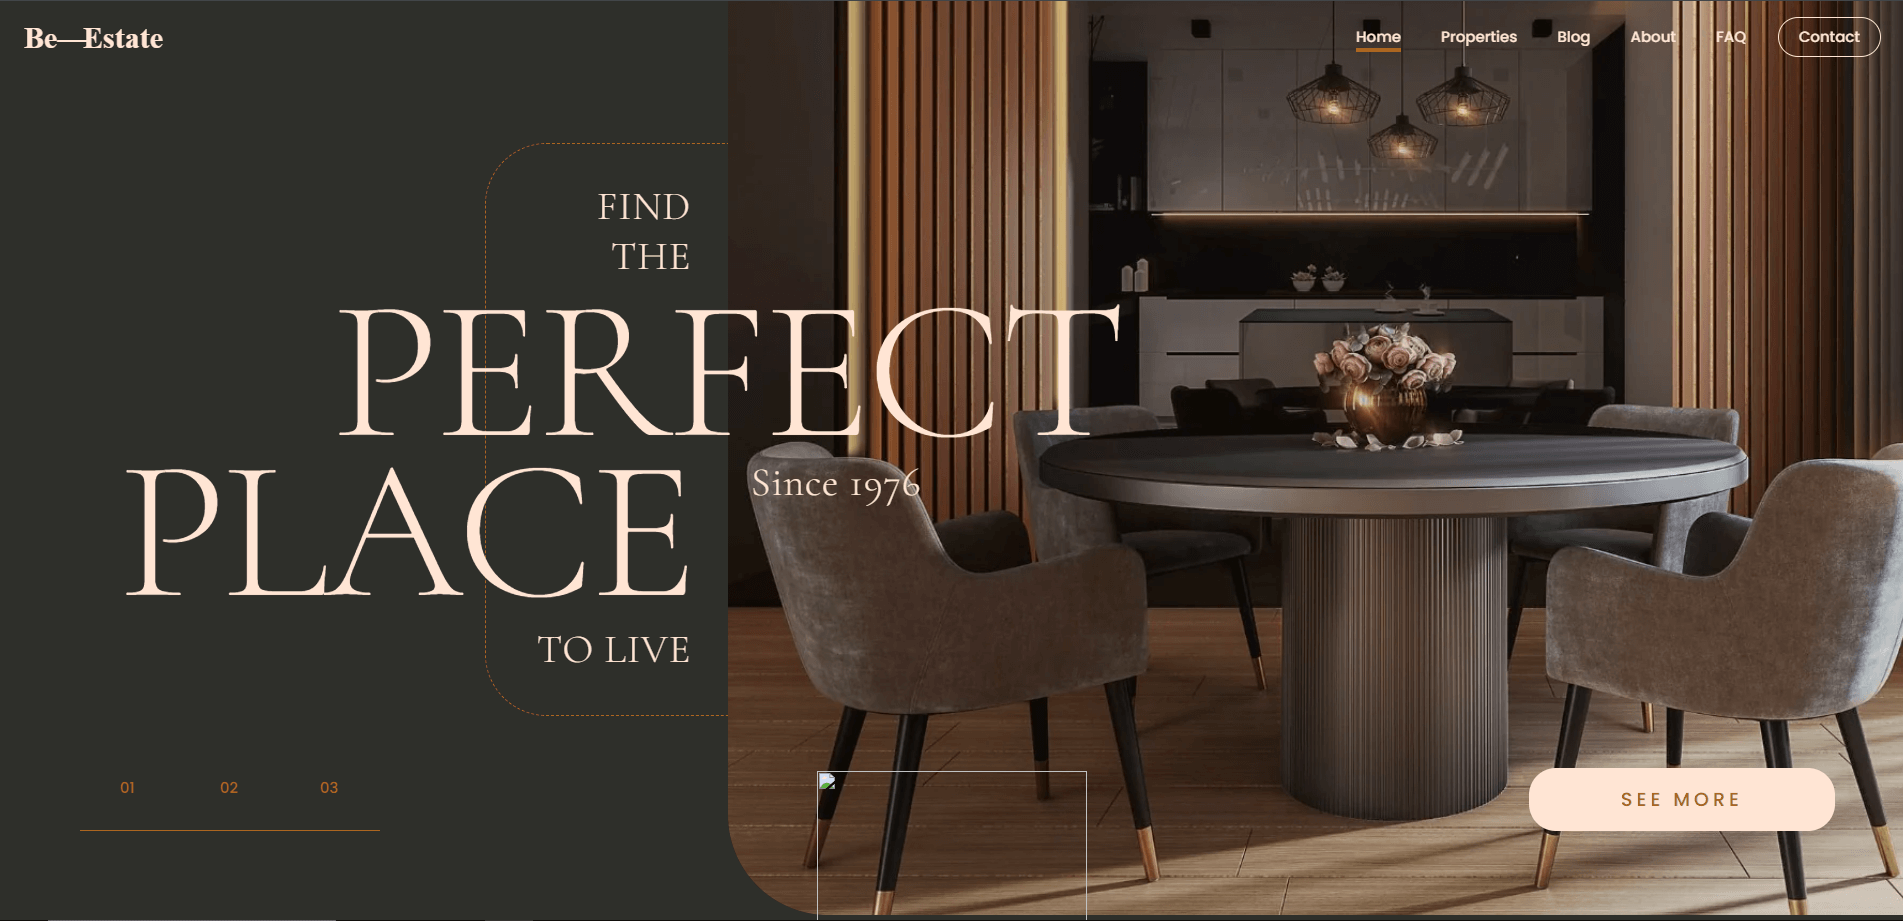 Be—Estate
Home
Properties
Blog
About
FAQ
Contact
FIND
THE
PERFECT
PLACE
Since 1976
TO LIVE
01
02
03
SEE MORE